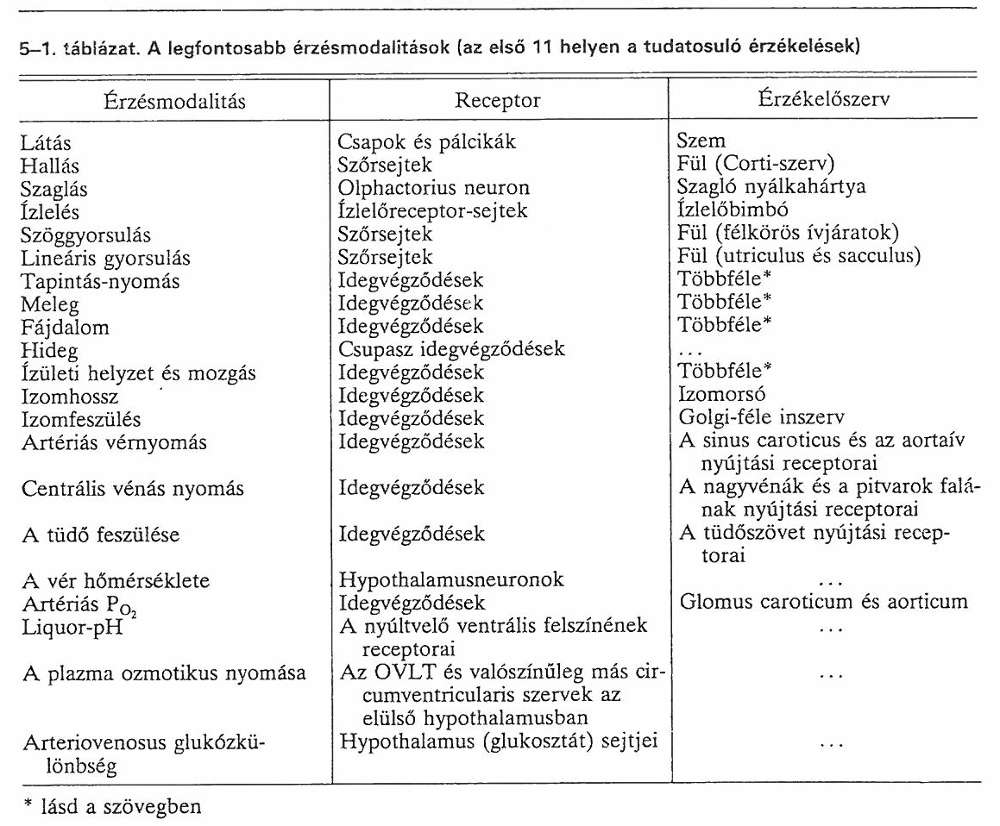 5–1. táblázat. A legfontosabb érzésmodalitások (az első 11 helyen a tudatosuló érzékelések)
Érzésmodalitás Receptor Érzékelőszerv
Látás Csapok és pálcikák Szem
Hallás Szőrsejtek Fül (Corti-szerv)
Szaglás Olphactorius neuron Szagló nyálkahártya
Ízlelés Ízlelőreceptor-sejtek Ízlelőbimbó
Szöggyorsulás Szőrsejtek Fül (félkörös ívjáratok)
Lineáris gyorsulás Szőrsejtek Fül (utriculus és sacculus)
Tapintás-nyomás Idegvégződések Többféle*
Meleg Idegvégződések Többféle*
Fájdalom Idegvégződések Többféle*
Hideg Csupasz idegvégződések ...
Ízületi helyzet és mozgás Idegvégződések Többféle*
Izomhossz Idegvégződések Izomorsó
Izomfeszülés Idegvégződések Golgi-féle inszerv
Artériás vérnyomás Idegvégződések A sinus caroticus és az aortaív
nyújtási receptorai
Centrális vénás nyomás Idegvégződések A nagyvénák és a pitvarok falá-
nak nyújtási receptorai
A tüdő feszülése Idegvégződések A tüdőszövet nyújtási recep-
torai
A vér hőmérséklete Hypothalamusneuronok ...
Artériás PO₂ Idegvégződések Glomus caroticum és aorticum
Liquor-pH A nyúltvelő ventrális felszínének ...
receptorai
A plazma ozmotikus nyomása Az OVLT és valószínűleg más cir- ...
cumventricularis szervek az
elülső hypothalamusban
Arteriovenosus glukózkü- Hypothalamus (glukosztát) sejtjei ...
lönbség
* lásd a szövegben